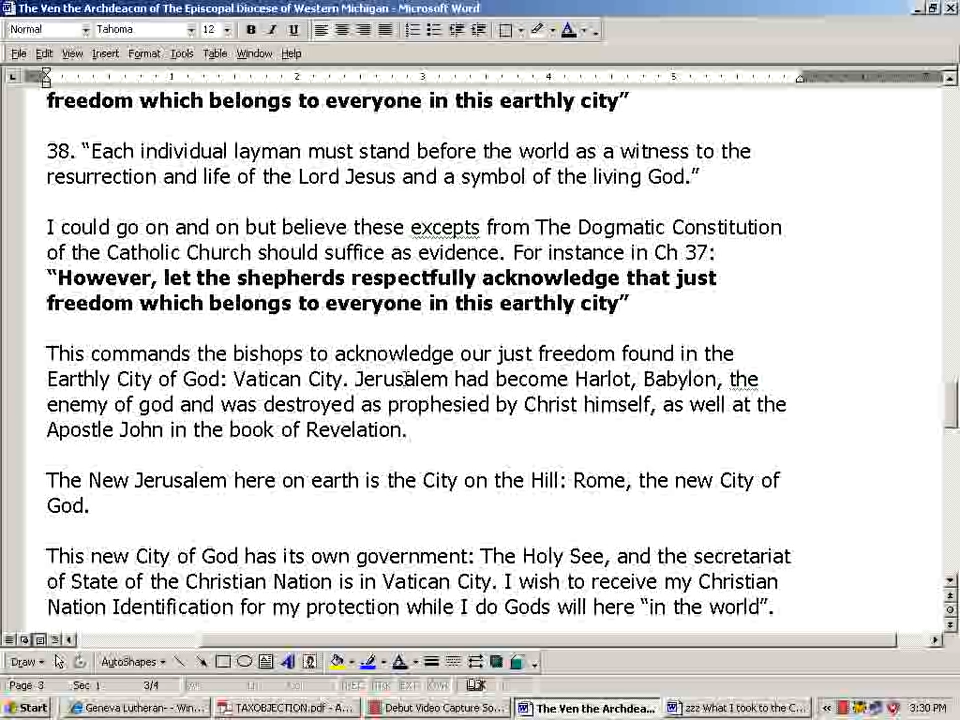 The Ven the Archdeacon of The Episcopal Diocese of Western Michigan - Microsoft Word
Normal Tahoma 12 B I U A
File Edit View Insert Format Tools Table Window Help
1 2 3 4 5
freedom which belongs to everyone in this earthly city”
38. “Each individual layman must stand before the world as a witness to the
resurrection and life of the Lord Jesus and a symbol of the living God.”
I could go on and on but believe these excepts from The Dogmatic Constitution
of the Catholic Church should suffice as evidence. For instance in Ch 37:
“However, let the shepherds respectfully acknowledge that just
freedom which belongs to everyone in this earthly city”
This commands the bishops to acknowledge our just freedom found in the
Earthly City of God: Vatican City. Jerusalem had become Harlot, Babylon, the
enemy of god and was destroyed as prophesied by Christ himself, as well at the
Apostle John in the book of Revelation.
The New Jerusalem here on earth is the City on the Hill: Rome, the new City of
God.
This new City of God has its own government: The Holy See, and the secretariat
of State of the Christian Nation is in Vatican City. I wish to receive my Christian
Nation Identification for my protection while I do Gods will here “in the world”.
Draw AutoShapes A
Page 3 Sec 1 3/4
Start Geneva Lutheran- - Win... TAXOBJECTION.pdf - A... Debut Video Capture So... The Ven the Archdea... zzz What I took to the C... « 3:30 PM